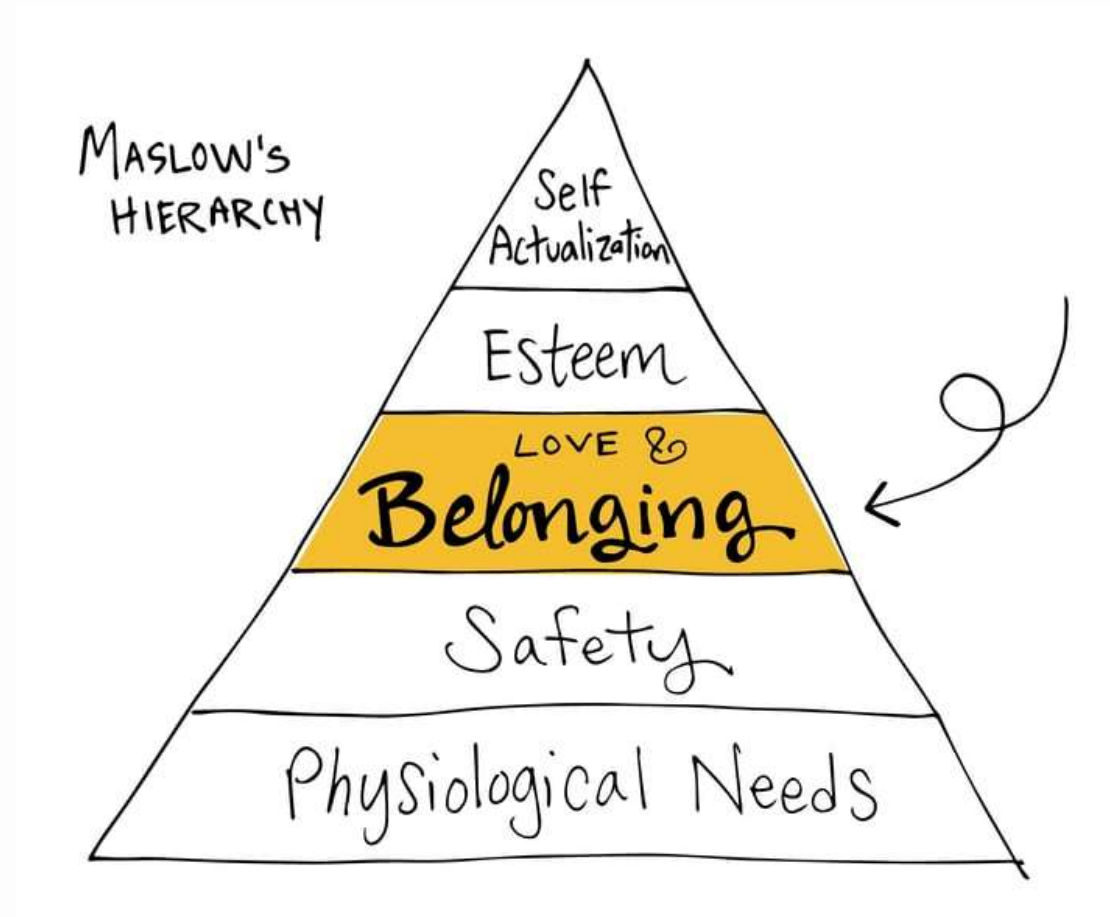 MASLOW'S
HIERARCHY
Self
Actualization
Esteem
LOVE &
Belonging
Safety
Physiological Needs